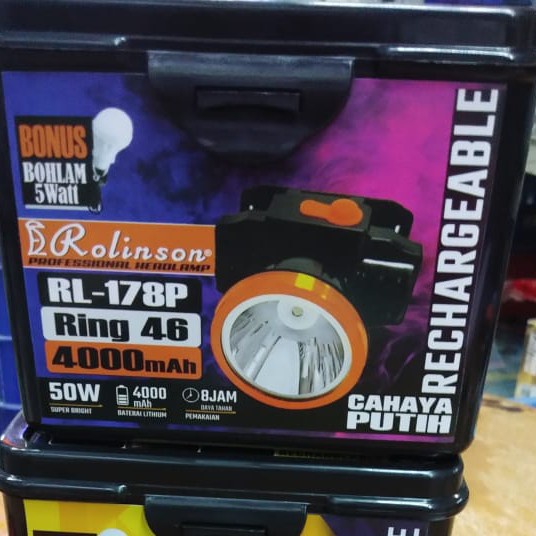 BONUS
BOHLAM
5Watt
Rolinson®
PROFESSIONAL HEADLAMP
RL-178P
Ring 46
4000mAh
50W
SUPER BRIGHT
4000
mAh
BATERAI LITHIUM
8JAM
DAYA TAHAN
PEMAKAIAN
CAHAYA
PUTIH
RECHARGEABLE